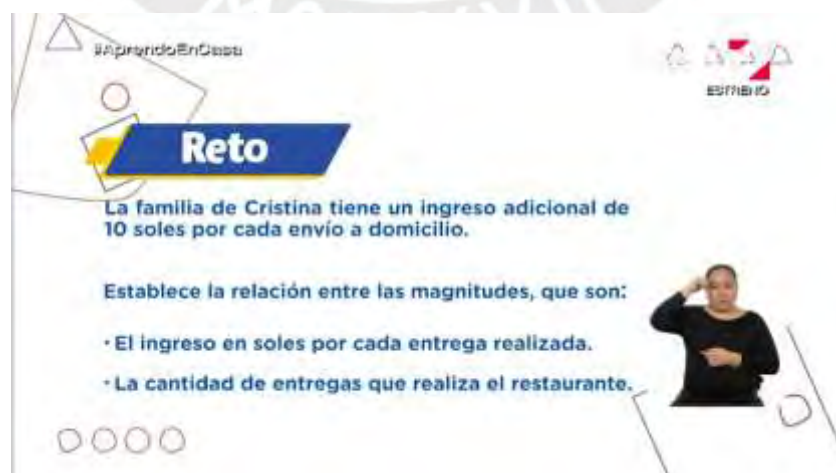 #AprendoEnCasa
ESTRENO
Reto
La familia de Cristina tiene un ingreso adicional de
10 soles por cada envío a domicilio.
Establece la relación entre las magnitudes, que son:
· El ingreso en soles por cada entrega realizada.
· La cantidad de entregas que realiza el restaurante.